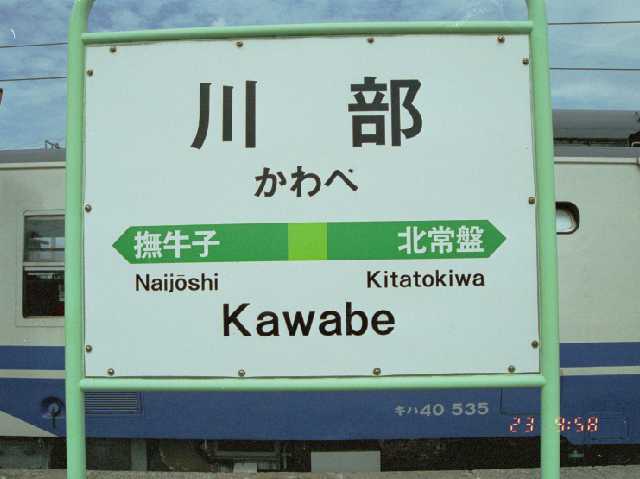 川部
かわべ
撫牛子 北常盤
Naijōshi Kitatokiwa
Kawabe
キハ40 535
23 9:58